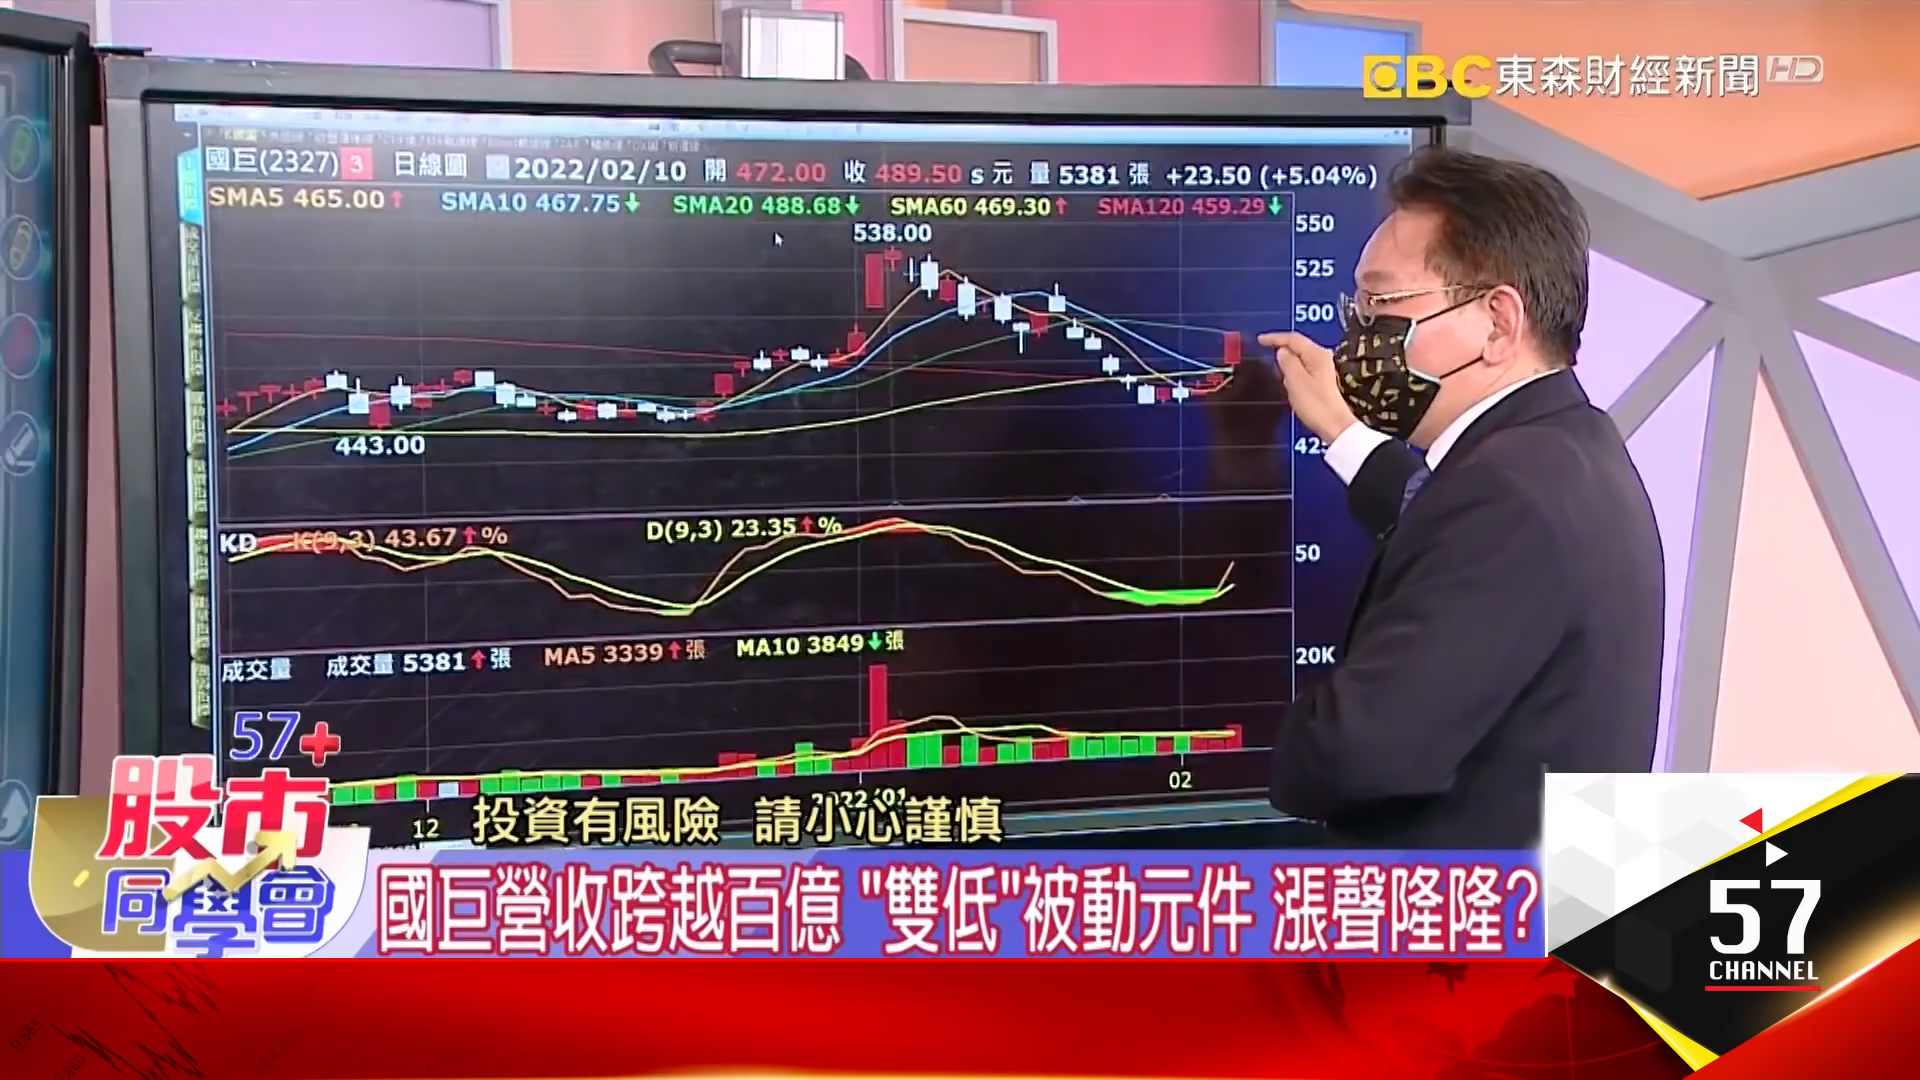 EBC 東森財經新聞 HD
國巨(2327) 3 日線圖 2022/02/10 開 472.00 收 489.50 s 元 量 5381 張 +23.50 (+5.04%)
SMA5 465.00↑ SMA10 467.75↓ SMA20 488.68↓ SMA60 469.30↑ SMA120 459.29↓
550
538.00
525
500
443.00
KD K(9,3) 43.67↑% D(9,3) 23.35↑%
50
成交量 成交量 5381↑張 MA5 3339↑張 MA10 3849↓張
20K
02
2022/01
12
57+
股市
同學會
投資有風險 請小心謹慎
國巨營收跨越百億 "雙低"被動元件 漲聲隆隆?
57
CHANNEL